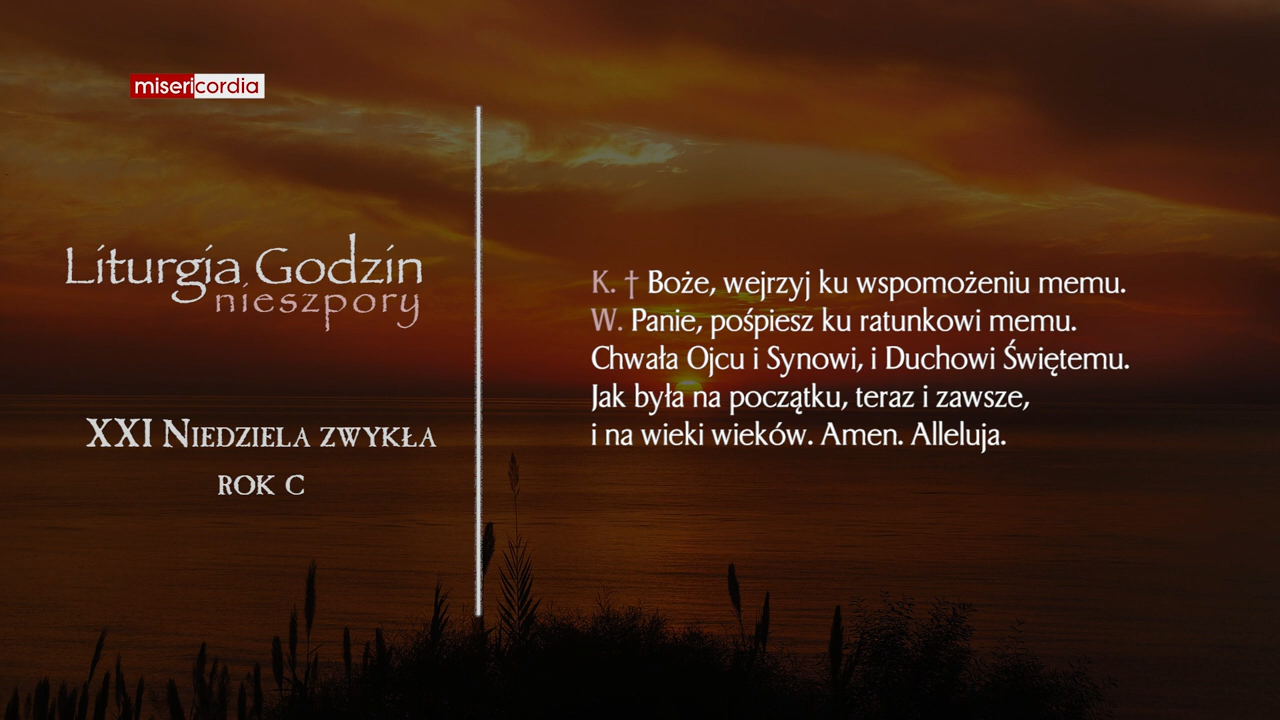 misericordia
Liturgia Godzin
nieszpory
XXI Niedziela zwykła
rok C
K. † Boże, wejrzyj ku wspomożeniu memu.
W. Panie, pośpiesz ku ratunkowi memu.
Chwała Ojcu i Synowi, i Duchowi Świętemu.
Jak była na początku, teraz i zawsze,
i na wieki wieków. Amen. Alleluja.